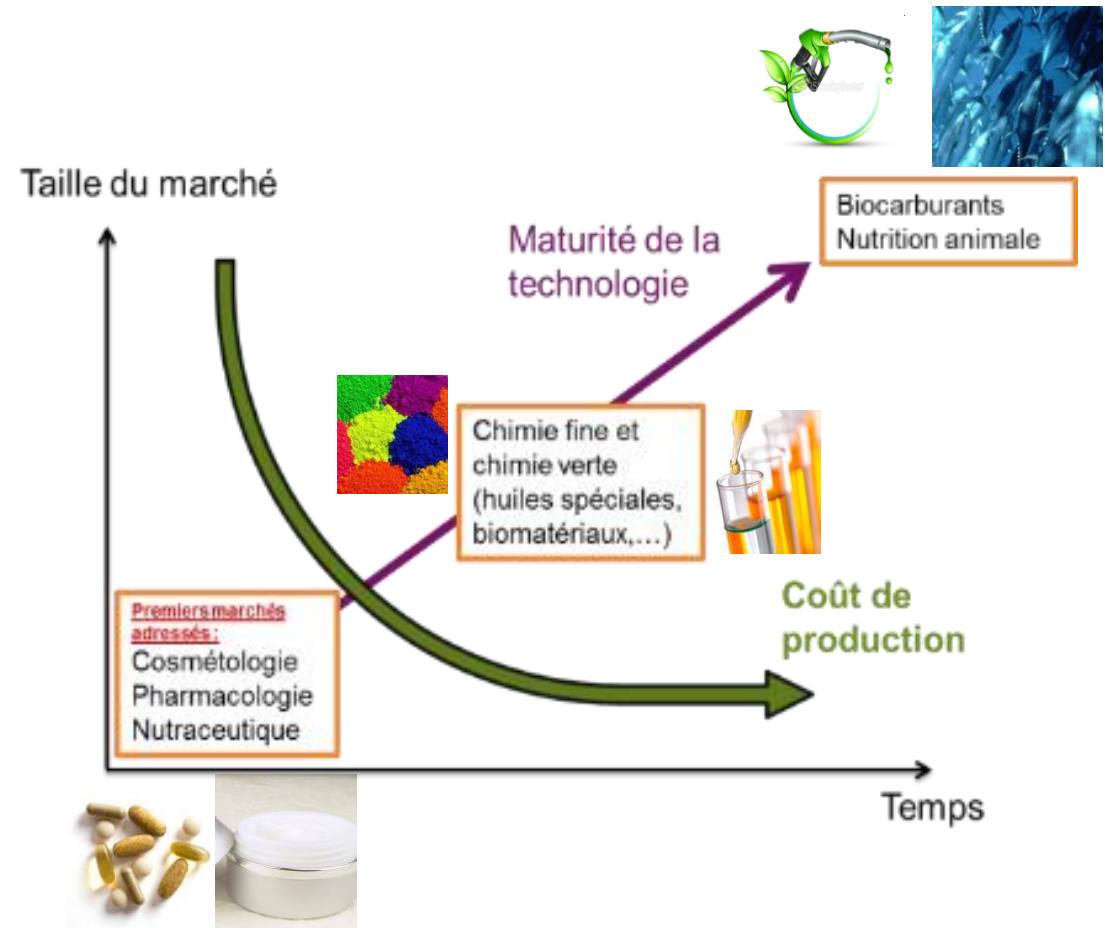 Taille du marché
Biocarburants
Nutrition animale
Maturité de la
technologie
Chimie fine et
chimie verte
(huiles spéciales,
biomatériaux,…)
Coût de
production
Premiers marchés
adressés :
Cosmétologie
Pharmacologie
Nutraceutique
Temps